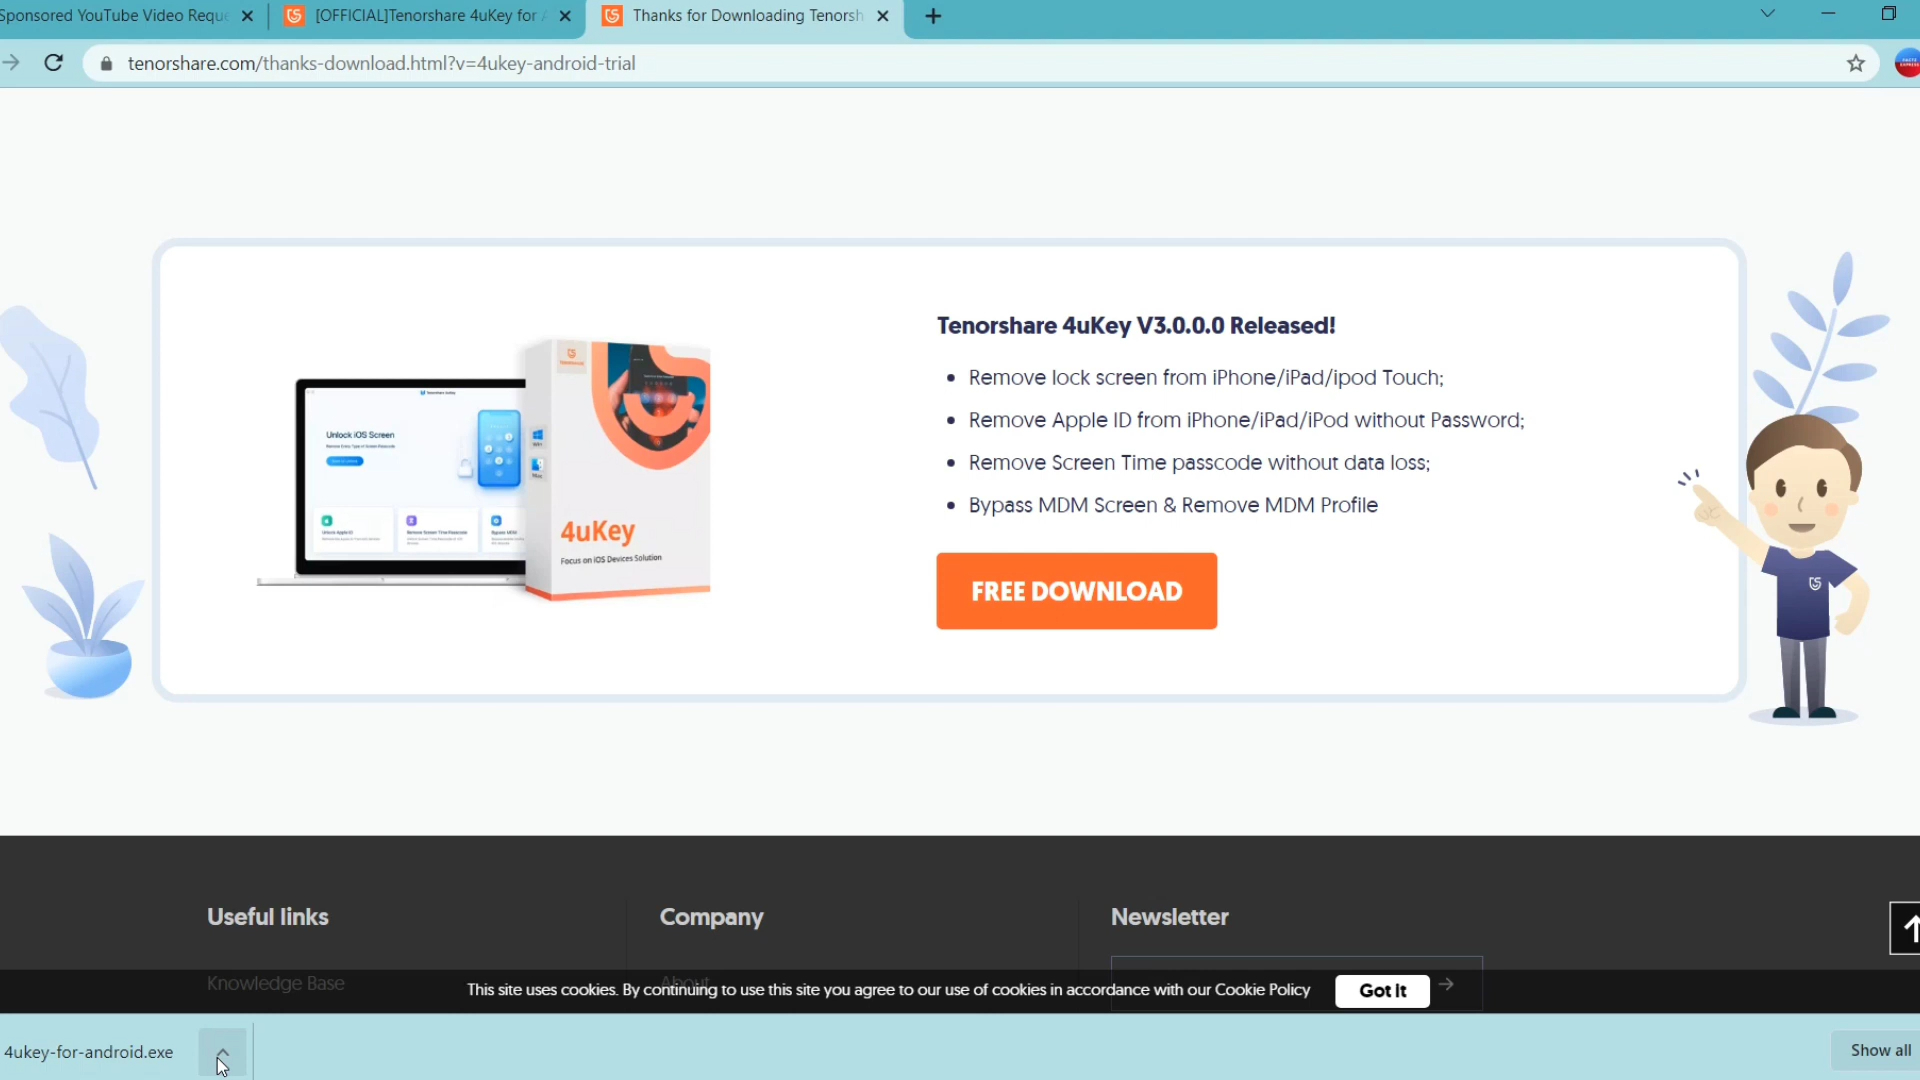 Sponsored YouTube Video Reque
[OFFICIAL]Tenorshare 4uKey for A
Thanks for Downloading Tenorsh
tenorshare.com/thanks-download.html?v=4ukey-android-trial
Tenorshare 4uKey V3.0.0.0 Released!
Remove lock screen from iPhone/iPad/ipod Touch;
Remove Apple ID from iPhone/iPad/iPod without Password;
Remove Screen Time passcode without data loss;
Bypass MDM Screen & Remove MDM Profile
FREE DOWNLOAD
Unlock iOS Screen
4uKey
Focus on iOS Devices Solution
Useful links
Company
Newsletter
Knowledge Base
About
This site uses cookies. By continuing to use this site you agree to our use of cookies in accordance with our Cookie Policy
Got It
4ukey-for-android.exe
Show all